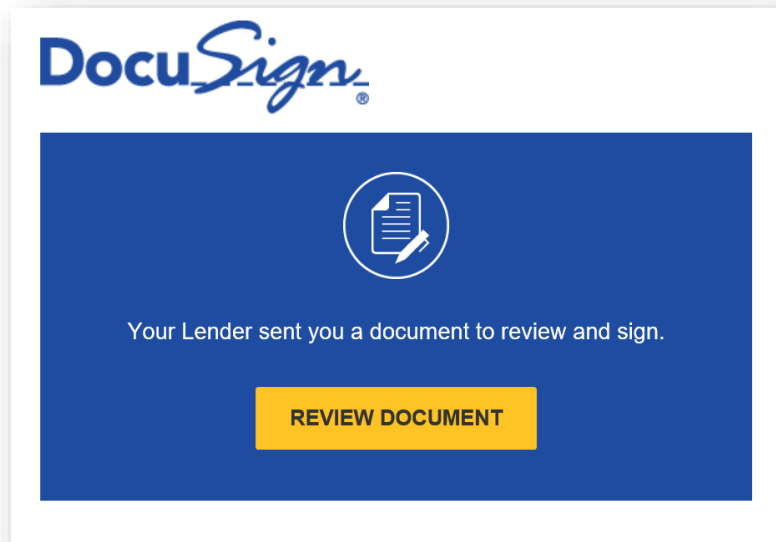 DocuSign®
Your Lender sent you a document to review and sign.
REVIEW DOCUMENT